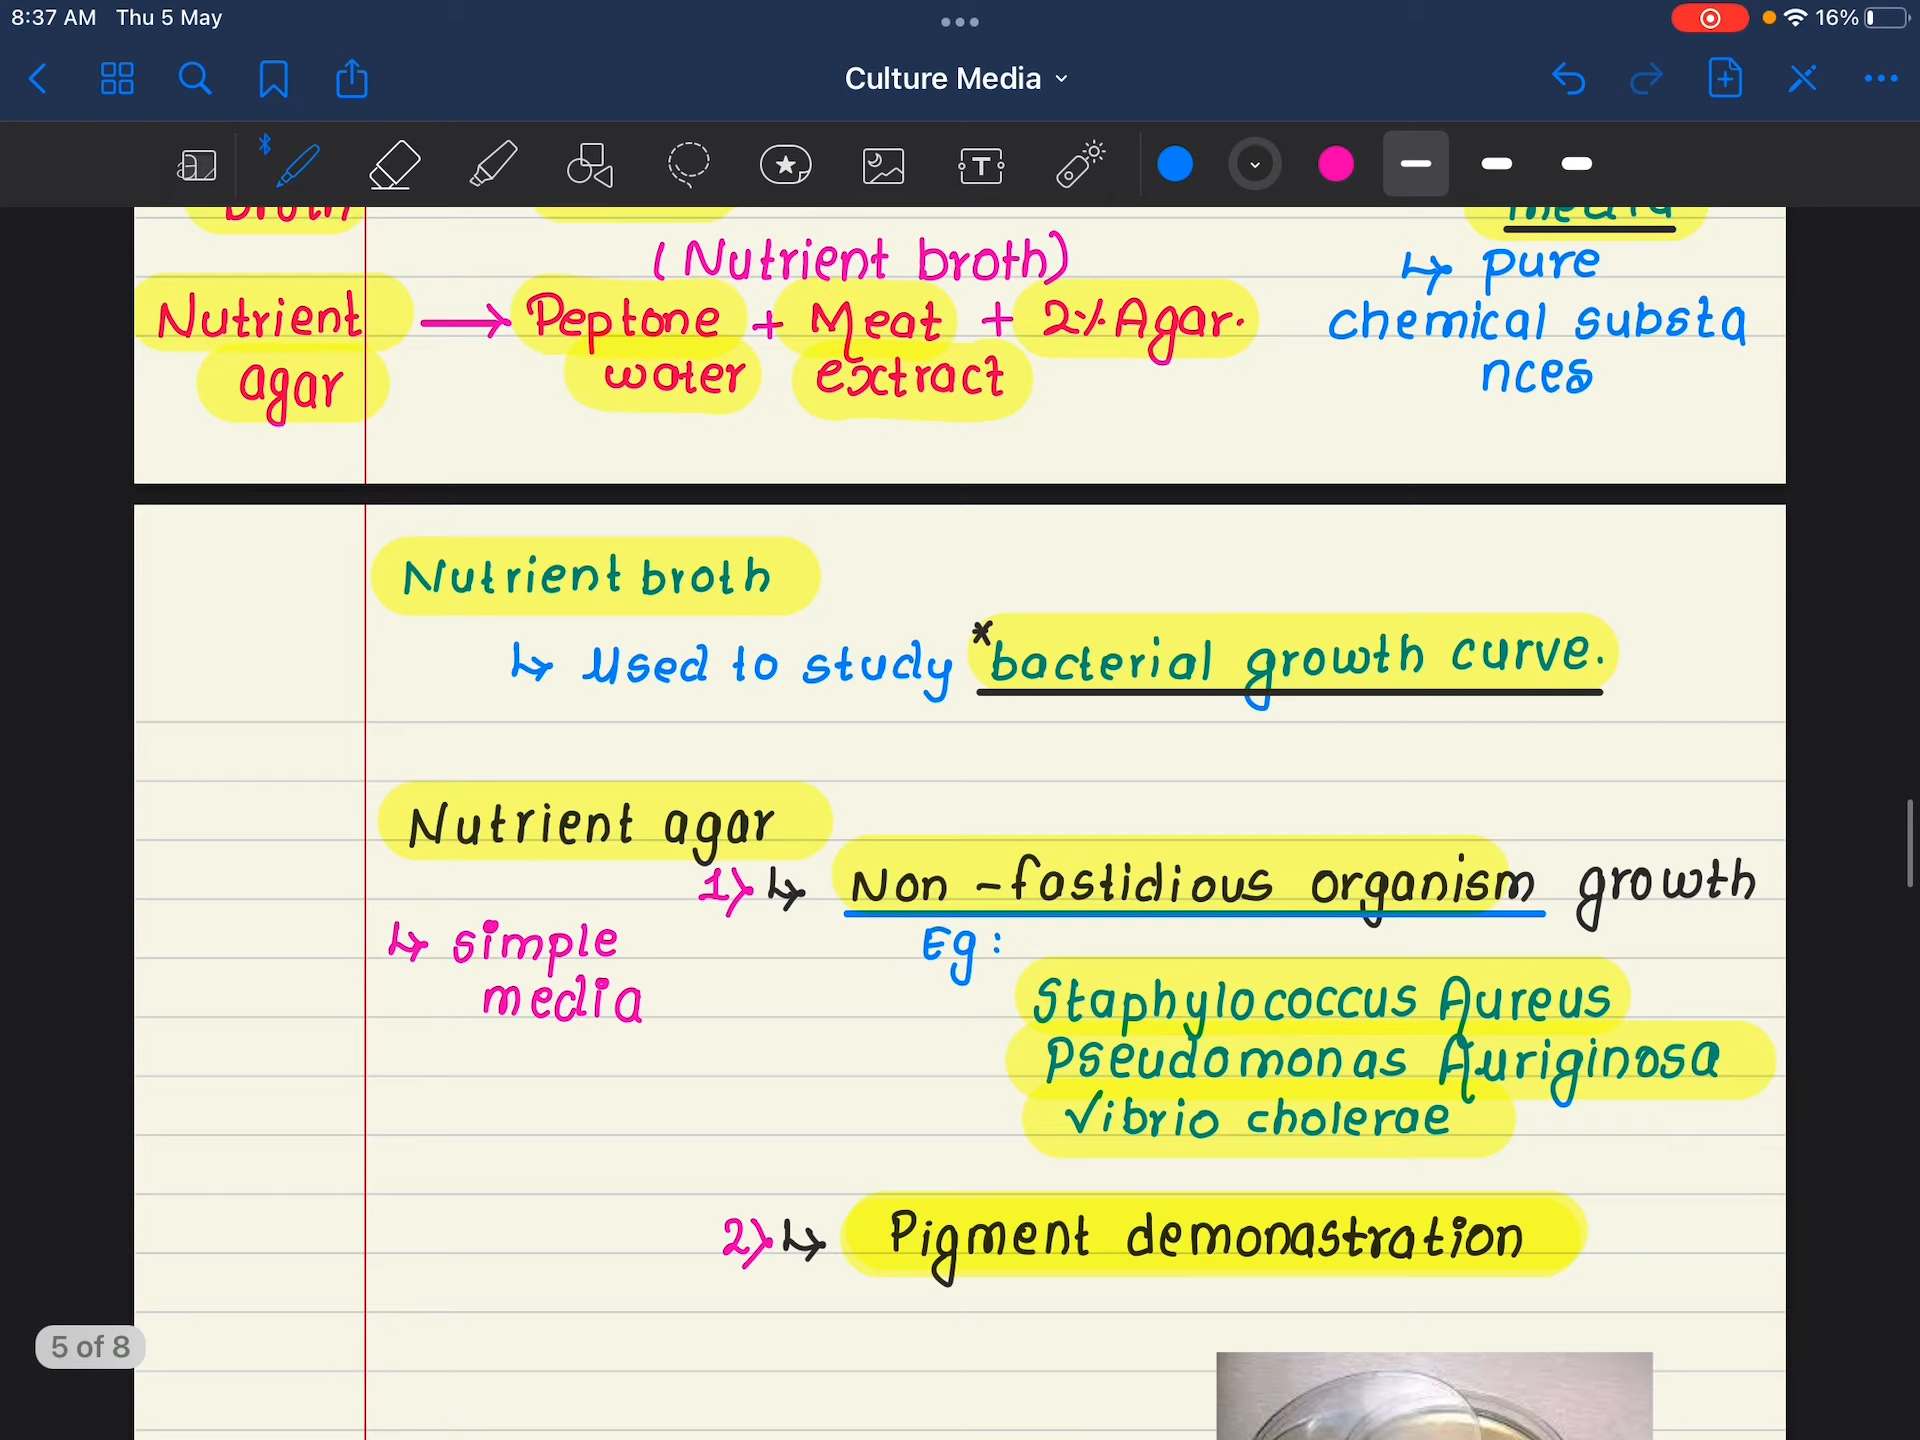 8:37 AM Thu 5 May
16%
Culture Media
T
broth
media
(Nutrient broth)
Nutrient → Peptone + Meat + 2% Agar.
agar water extract
↳ pure
chemical substa
nces
Nutrient broth
↳ Used to study *bacterial growth curve.
Nutrient agar
1) ↳ Non - fastidious organism growth
↳ simple
media
Eg:
Staphylococcus Aureus
Pseudomonas Auriginosa
Vibrio cholerae
2) ↳ Pigment demonastration
5 of 8